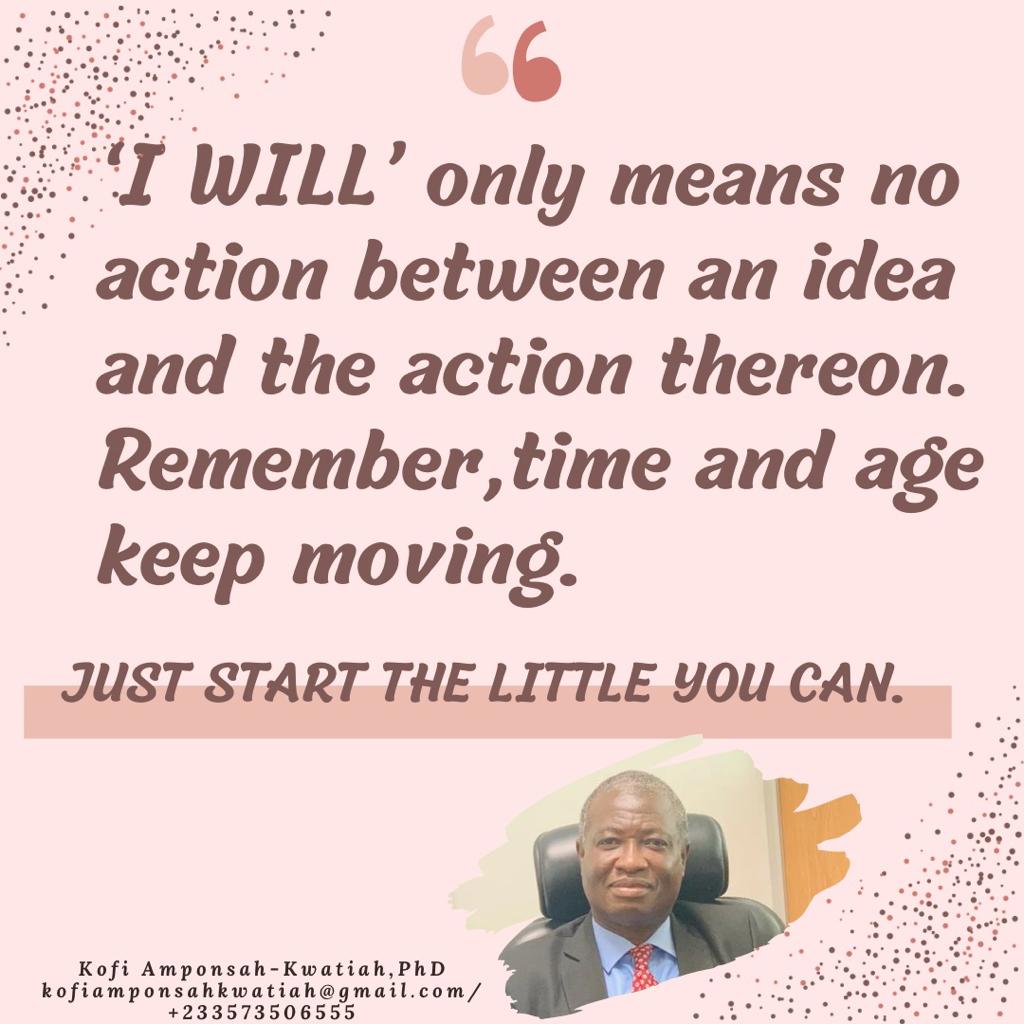 ‘I WILL’ only means no
action between an idea
and the action thereon.
Remember,time and age
keep moving.
JUST START THE LITTLE YOU CAN.
Kofi Amponsah-Kwatiah,PhD
kofiamponsahkwatiah@gmail.com/
+233573506555